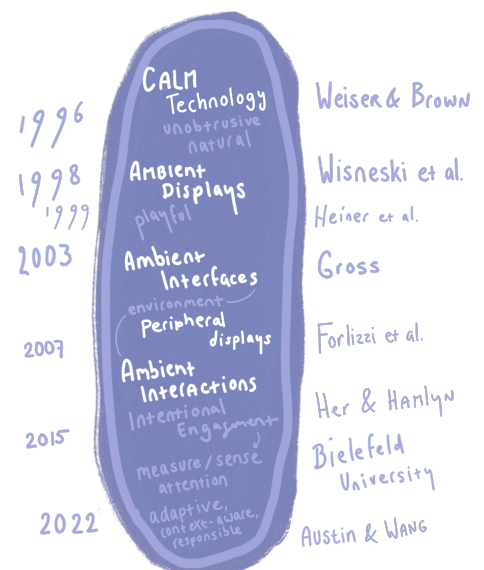 1996
CALM
Technology
unobtrusive
natural
Weiser & Brown
1998
Ambient
Displays
Wisneski et al.
1999
playful
Heiner et al.
2003
Ambient
Interfaces
Gross
environment
Peripheral
displays
2007
Forlizzi et al.
Ambient
Interactions
Her & Hamlyn
Intentional
Engagement
2015
measure/sense
attention
Bielefeld
University
2022
adaptive,
context-aware,
responsible
Austin & Wang